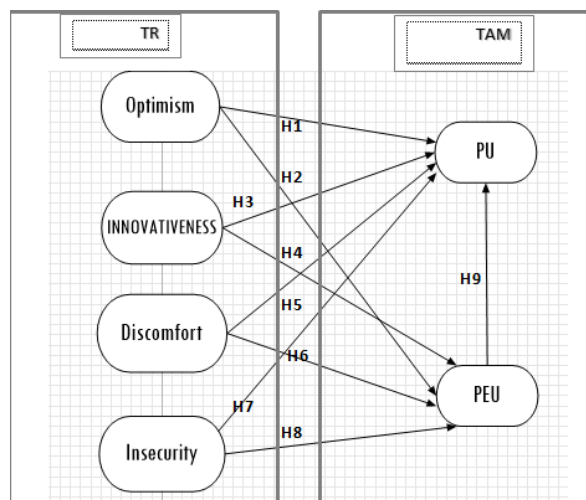 TR
TAM
Optimism
H1
PU
H2
H3
INNOVATIVENESS
H4
H9
H5
Discomfort
H6
PEU
H7
H8
Insecurity